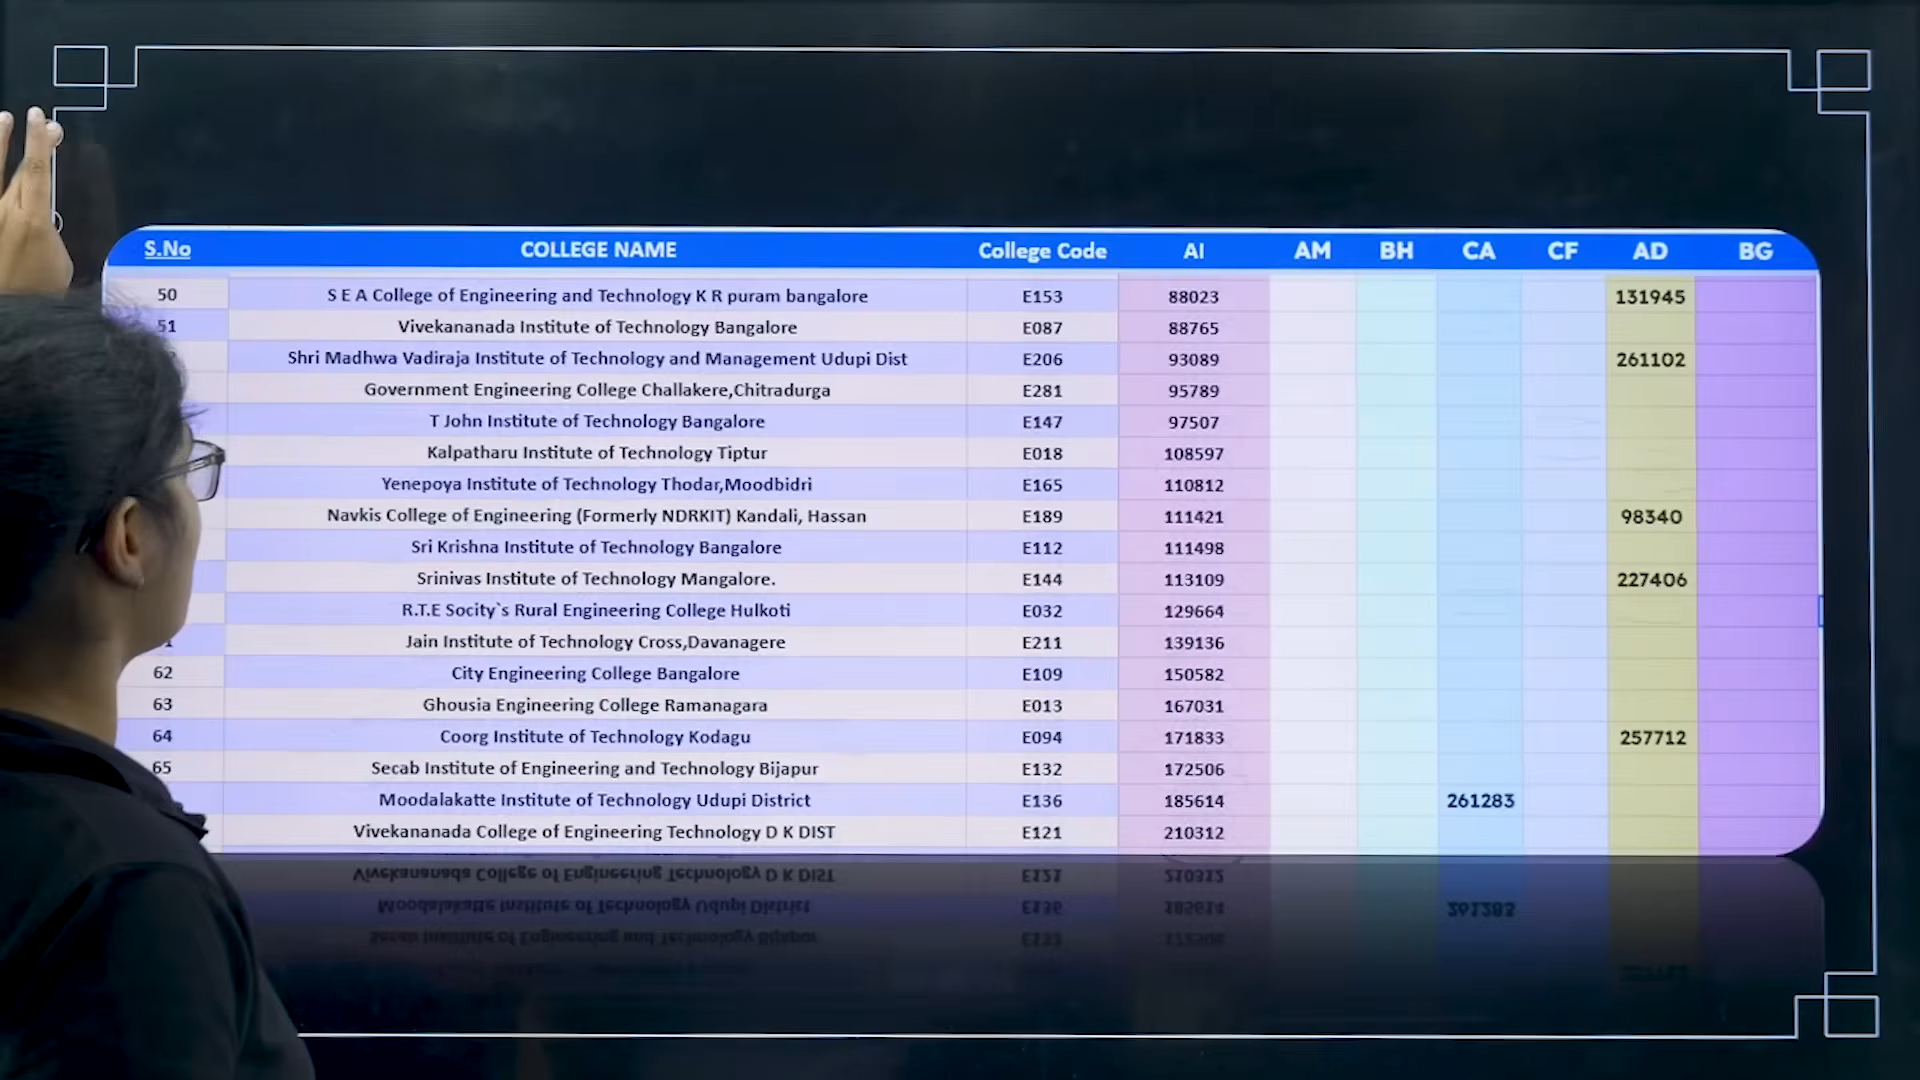 S.No COLLEGE NAME College Code AI AM BH CA CF AD BG
50 S E A College of Engineering and Technology K R puram bangalore E153 88023 131945
51 Vivekananada Institute of Technology Bangalore E087 88765
Shri Madhwa Vadiraja Institute of Technology and Management Udupi Dist E206 93089 261102
Government Engineering College Challakere,Chitradurga E281 95789
T John Institute of Technology Bangalore E147 97507
Kalpatharu Institute of Technology Tiptur E018 108597
Yenepoya Institute of Technology Thodar,Moodbidri E165 110812
Navkis College of Engineering (Formerly NDRKIT) Kandali, Hassan E189 111421 98340
Sri Krishna Institute of Technology Bangalore E112 111498
Srinivas Institute of Technology Mangalore. E144 113109 227406
R.T.E Socity`s Rural Engineering College Hulkoti E032 129664
Jain Institute of Technology Cross,Davanagere E211 139136
62 City Engineering College Bangalore E109 150582
63 Ghousia Engineering College Ramanagara E013 167031
64 Coorg Institute of Technology Kodagu E094 171833 257712
65 Secab Institute of Engineering and Technology Bijapur E132 172506
Moodalakatte Institute of Technology Udupi District E136 185614 261283
Vivekananada College of Engineering Technology D K DIST E121 210312